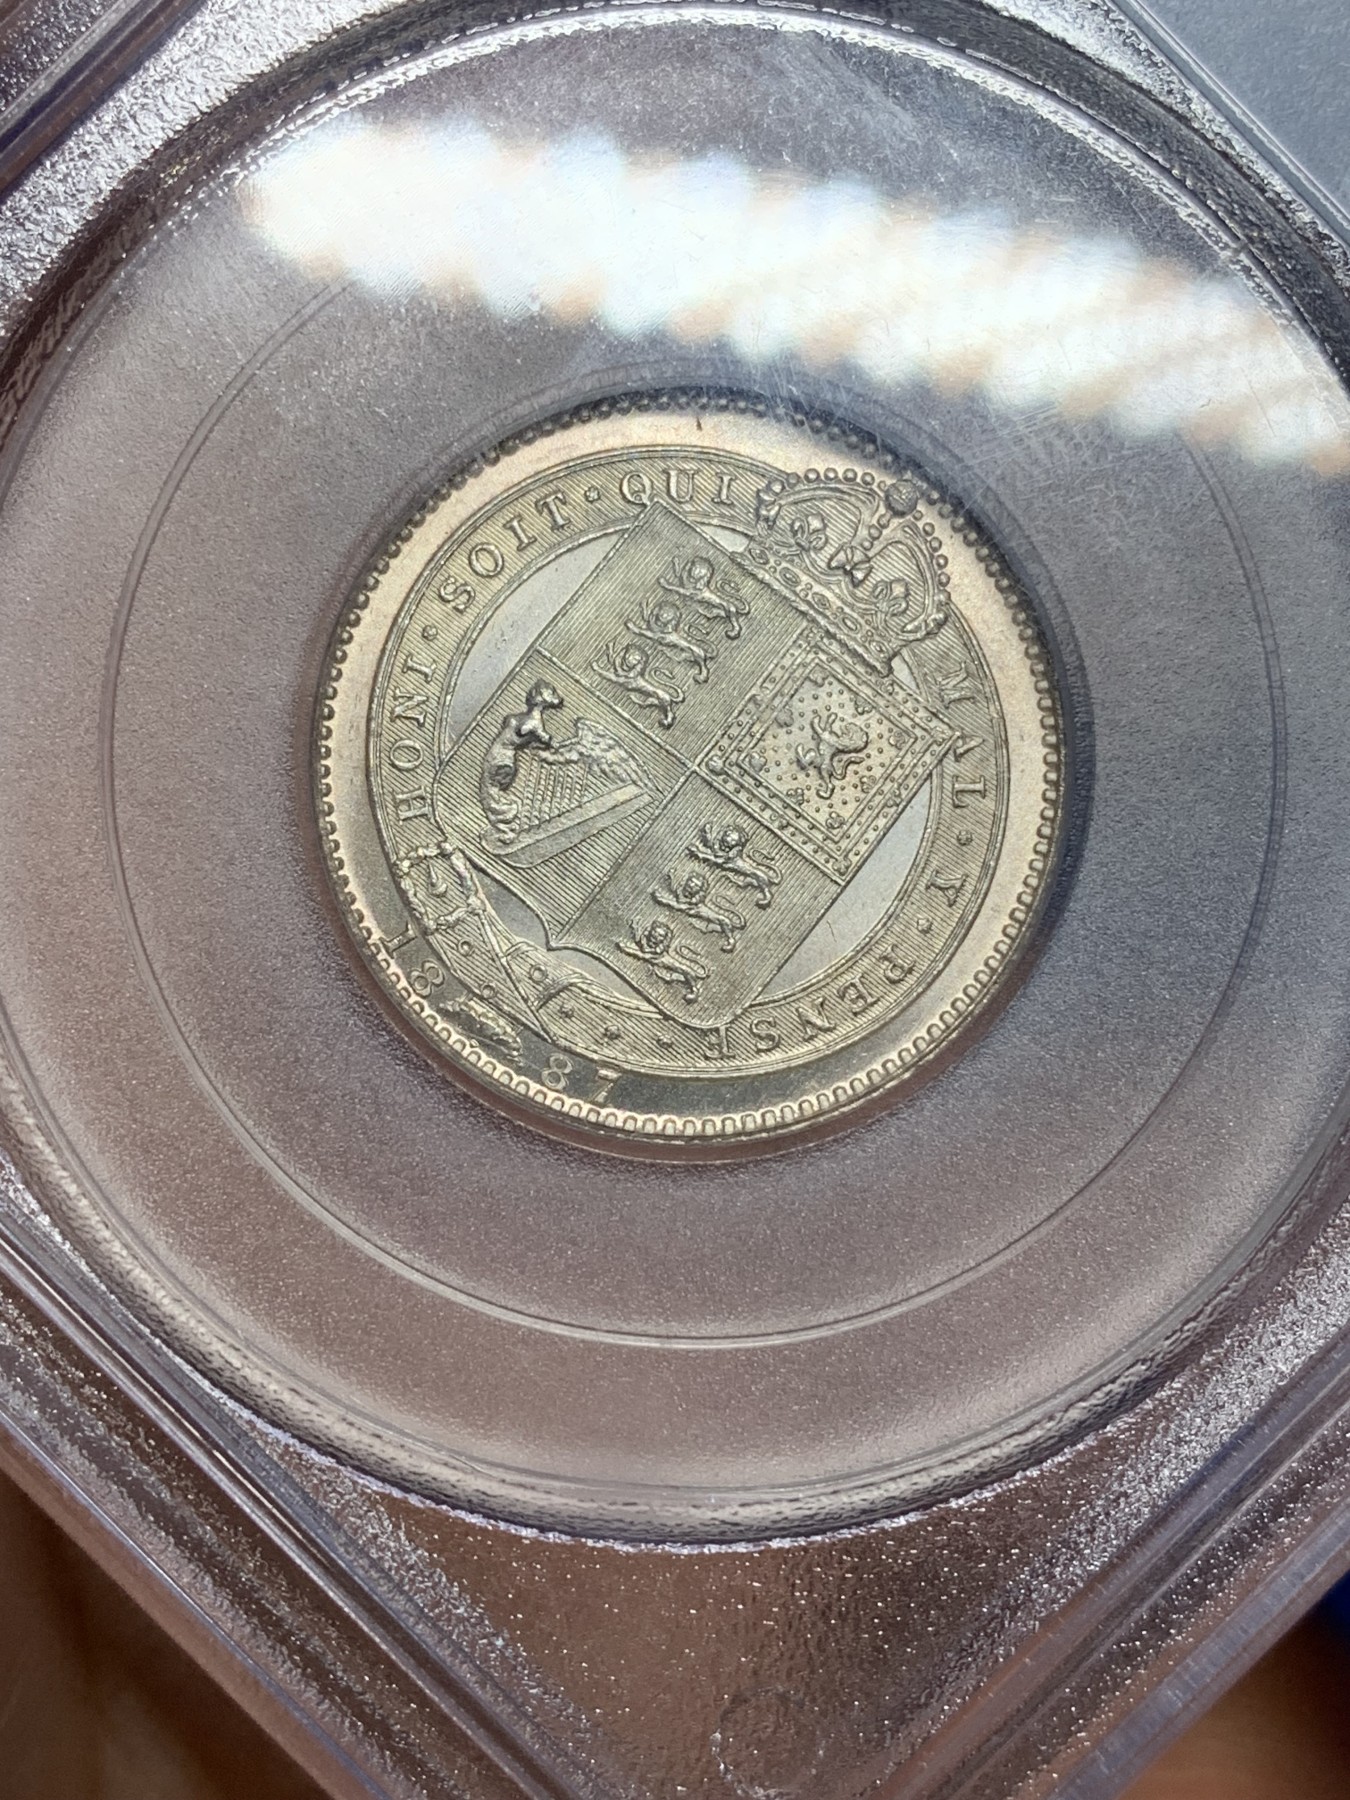 HONI · SOIT · QUI MAL · Y · PENSE
1887